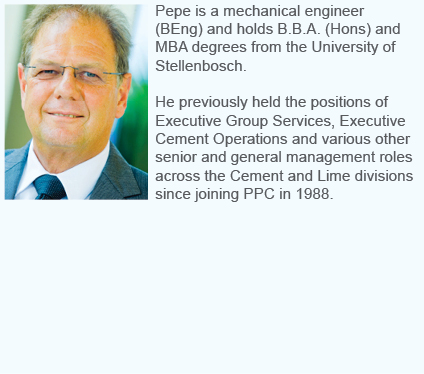 Pepe is a mechanical engineer
(BEng) and holds B.B.A. (Hons) and
MBA degrees from the University of
Stellenbosch.
He previously held the positions of
Executive Group Services, Executive
Cement Operations and various other
senior and general management roles
across the Cement and Lime divisions
since joining PPC in 1988.